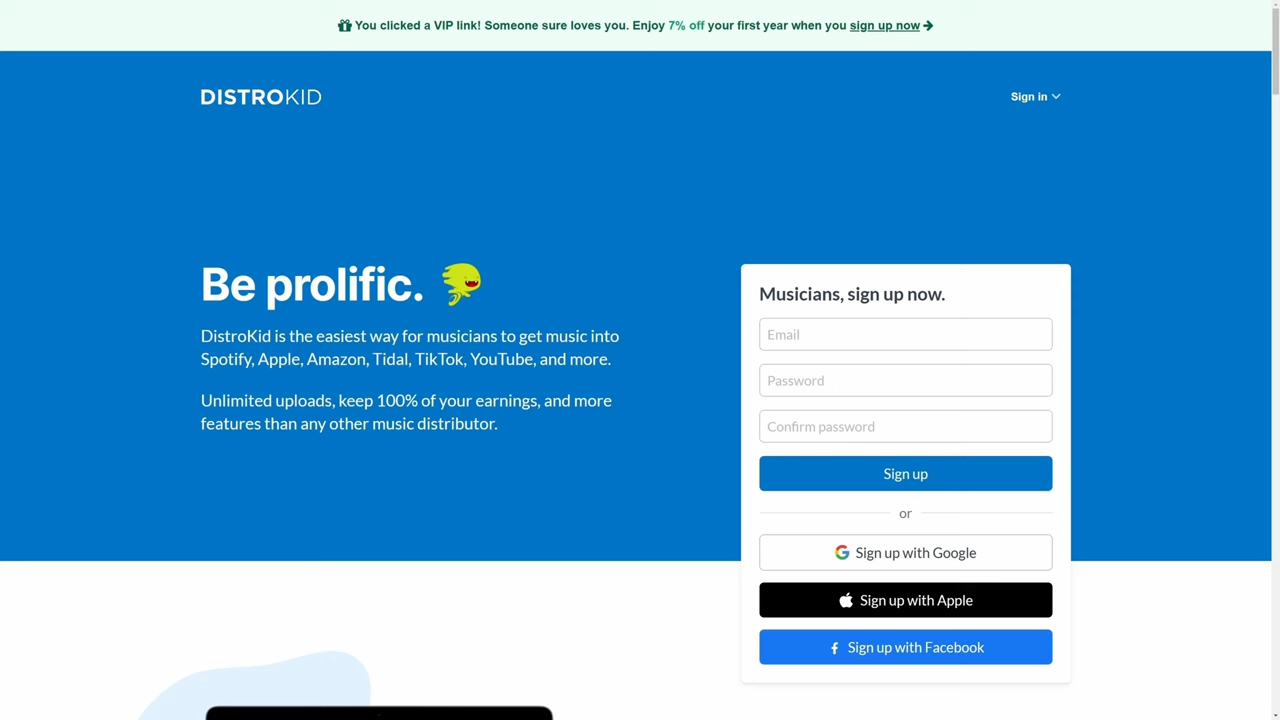 You clicked a VIP link! Someone sure loves you. Enjoy 7% off your first year when you sign up now
DISTROKID
Sign in
Be prolific.
DistroKid is the easiest way for musicians to get music into
Spotify, Apple, Amazon, Tidal, TikTok, YouTube, and more.
Unlimited uploads, keep 100% of your earnings, and more
features than any other music distributor.
Musicians, sign up now.
Email
Password
Confirm password
Sign up
or
Sign up with Google
Sign up with Apple
Sign up with Facebook